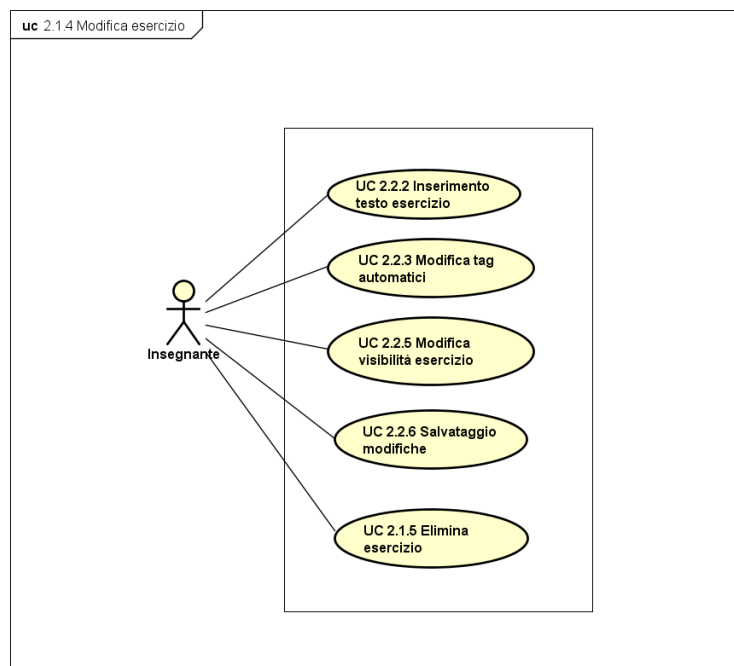 uc 2.1.4 Modifica esercizio
UC 2.2.2 Inserimento
testo esercizio
UC 2.2.3 Modifica tag
automatici
Insegnante
UC 2.2.5 Modifica
visibilità esercizio
UC 2.2.6 Salvataggio
modifiche
UC 2.1.5 Elimina
esercizio